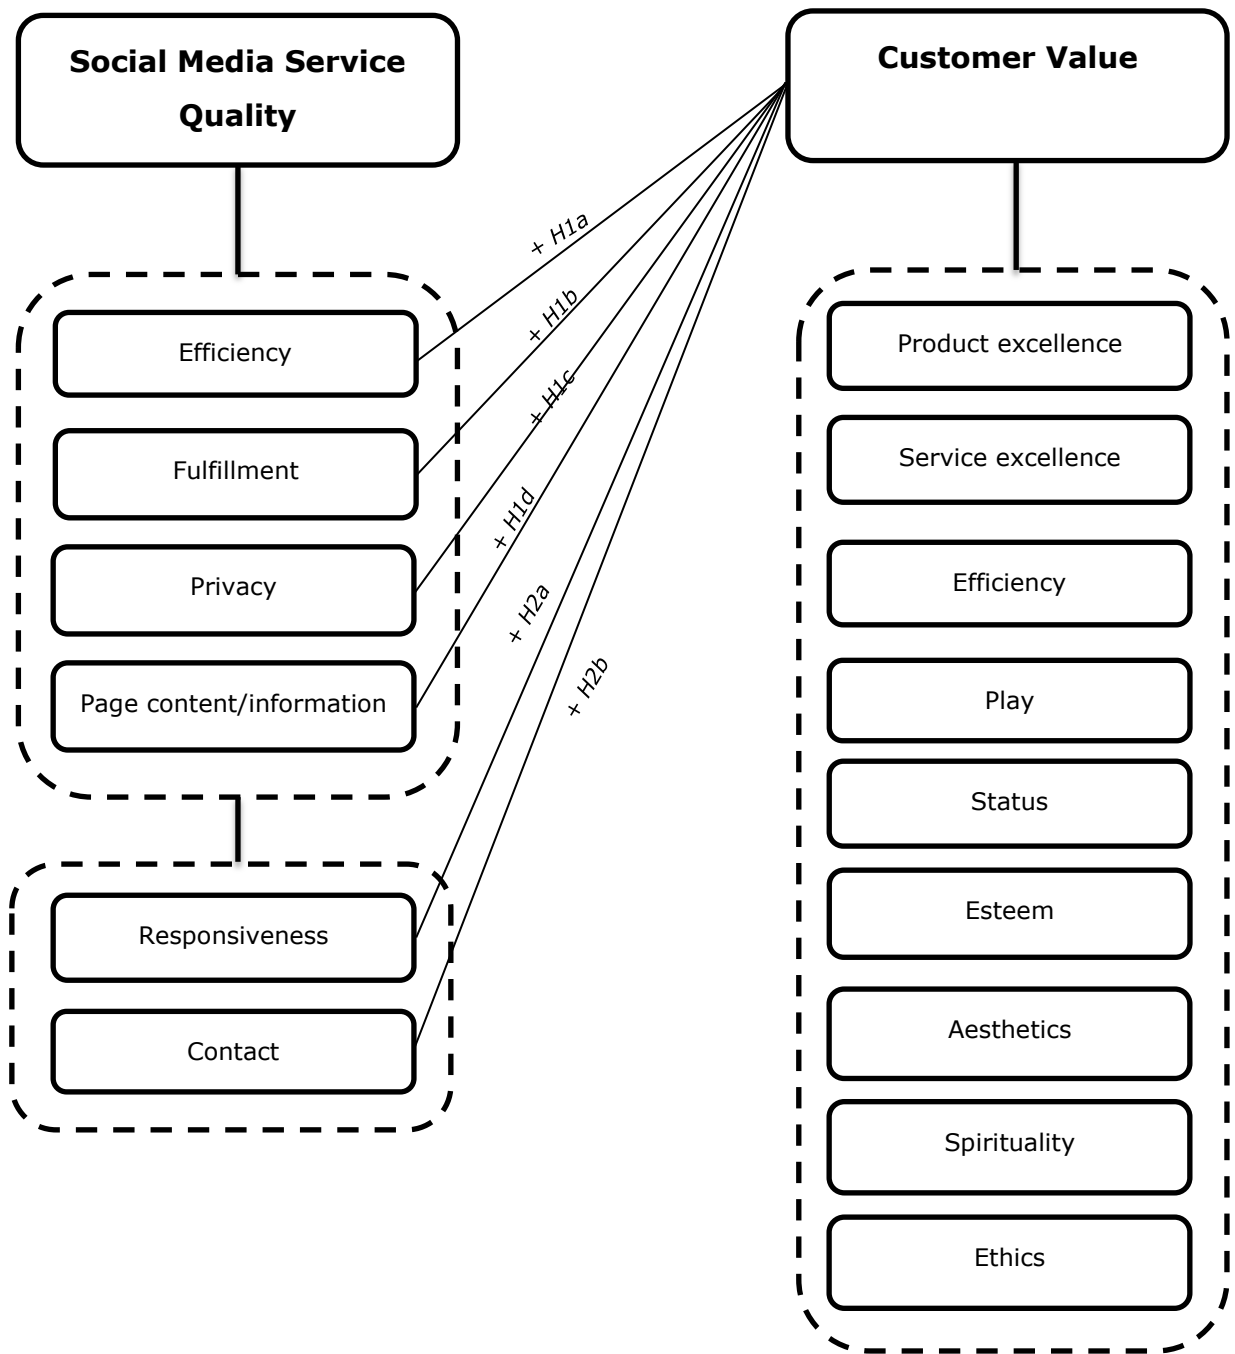 Social Media Service
Quality
Customer Value
+ H1a
+ H1b
+ H1c
+ H1d
+ H2a
+ H2b
Efficiency
Fulfillment
Privacy
Page content/information
Responsiveness
Contact
Product excellence
Service excellence
Efficiency
Play
Status
Esteem
Aesthetics
Spirituality
Ethics